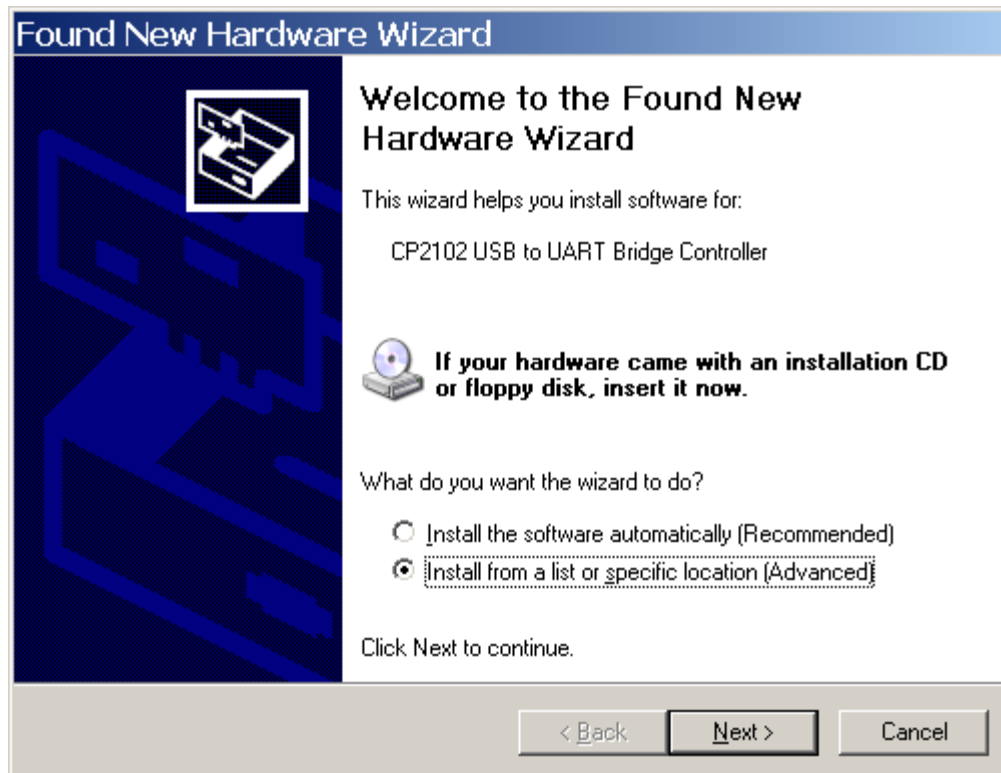 Found New Hardware Wizard
Welcome to the Found New
Hardware Wizard
This wizard helps you install software for:
CP2102 USB to UART Bridge Controller
If your hardware came with an installation CD
or floppy disk, insert it now.
What do you want the wizard to do?
Install the software automatically (Recommended)
Install from a list or specific location (Advanced)
Click Next to continue.
< Back Next > Cancel